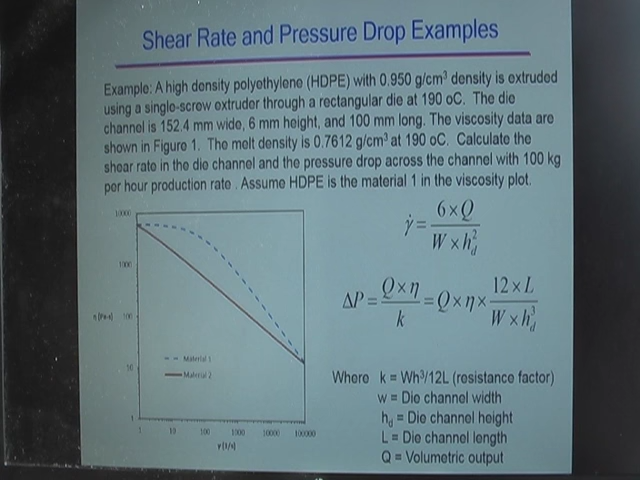 Shear Rate and Pressure Drop Examples
Example: A high density polyethylene (HDPE) with 0.950 g/cm³ density is extruded
using a single-screw extruder through a rectangular die at 190 oC. The die
channel is 152.4 mm wide, 6 mm height, and 100 mm long. The viscosity data are
shown in Figure 1. The melt density is 0.7612 g/cm³ at 190 oC. Calculate the
shear rate in the die channel and the pressure drop across the channel with 100 kg
per hour production rate . Assume HDPE is the material 1 in the viscosity plot.
γ̇ = 6×Q / W×h_d²
ΔP = Q×η / k = Q×η× 12×L / W×h_d³
10000
1000
η [Pa-s] 100
10
1
Material 1
Material 2
1 10 100 1000 10000 100000
γ [1/s]
Where k = Wh³/12L (resistance factor)
w = Die channel width
h_d = Die channel height
L = Die channel length
Q = Volumetric output